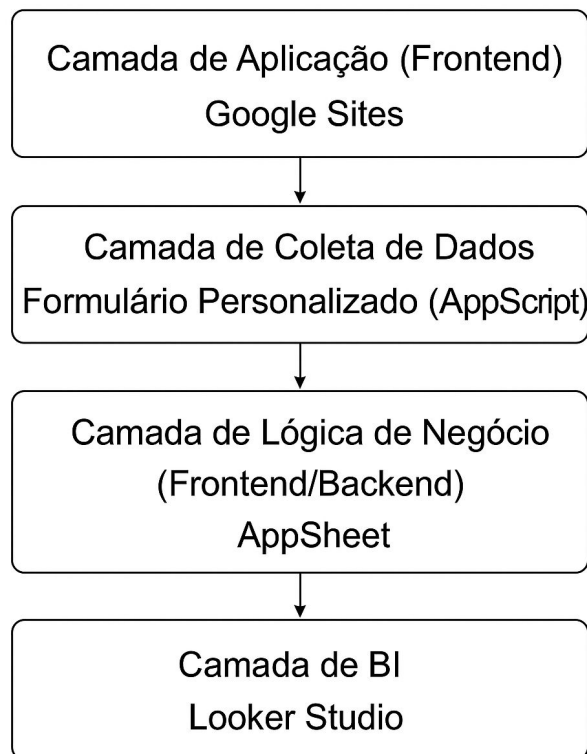 Camada de Aplicação (Frontend)
Google Sites
Camada de Coleta de Dados
Formulário Personalizado (AppScript)
Camada de Lógica de Negócio
(Frontend/Backend)
AppSheet
Camada de BI
Looker Studio